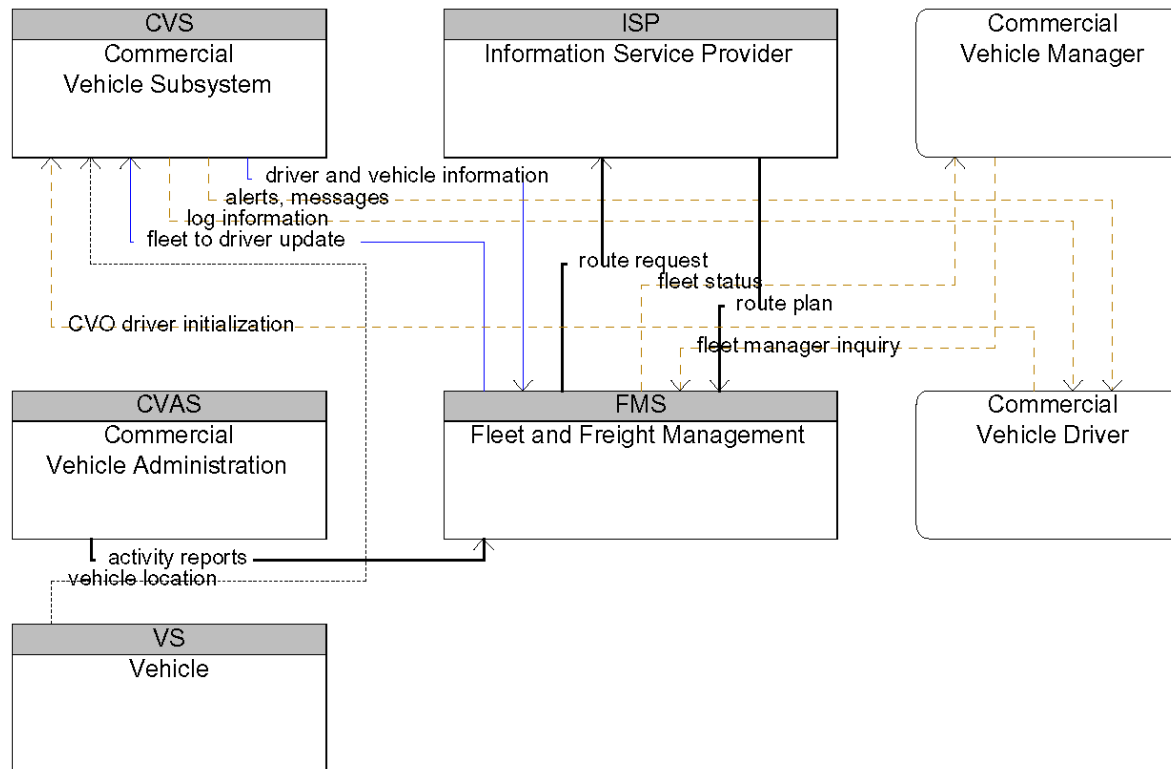 CVS
Commercial
Vehicle Subsystem
ISP
Information Service Provider
Commercial
Vehicle Manager
driver and vehicle information
alerts, messages
log information
fleet to driver update
route request
fleet status
route plan
CVO driver initialization
fleet manager inquiry
CVAS
Commercial
Vehicle Administration
FMS
Fleet and Freight Management
Commercial
Vehicle Driver
activity reports
vehicle location
VS
Vehicle